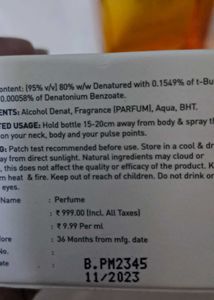 ontent: [95% v/v] 80% w/w Denatured with 0.1549% of t-Bu
0.00058% of Denatonium Benzoate.
ENTS: Alcohol Denat, Fragrance [PARFUM], Aqua, BHT.
TED USAGE: Hold bottle 15-20cm away from body & spray th
on your neck, body and your pulse points.
G : Patch test recommended before use. Store in a cool & d
way from direct sunlight. Natural ingredients may cloud or
, this does not affect the quality or efficacy of the product. K
m heat & fire. Keep out of reach of children. Do not drink or
eyes.
Name : Perfume
: ₹ 999.00 (Incl. All Taxes)
: ₹ 9.99 Per ml
ore : 36 Months from mfg. date
No. :
ate : B.PM2345
11/2023